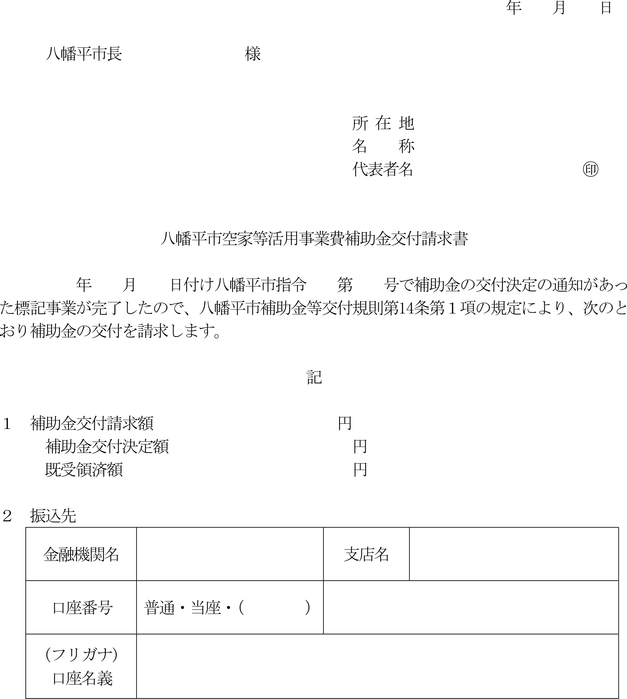 年　　月　　日
八幡平市長　　　　　　　　様
所 在 地
名　　称
代表者名　　　　　　　　　　　㊞
八幡平市空家等活用事業費補助金交付請求書
年　　月　　日付け八幡平市指令　　第　　号で補助金の交付決定の通知があっ
た標記事業が完了したので、八幡平市補助金等交付規則第14条第１項の規定により、次のと
おり補助金の交付を請求します。
記
１　補助金交付請求額　　　　　　　　　　　　円
補助金交付決定額　　　　　　　　　　　　円
既受領済額　　　　　　　　　　　　　　　円
２　振込先
金融機関名　　支店名
口座番号　　普通・当座・(　　　　)
(フリガナ)
口座名義